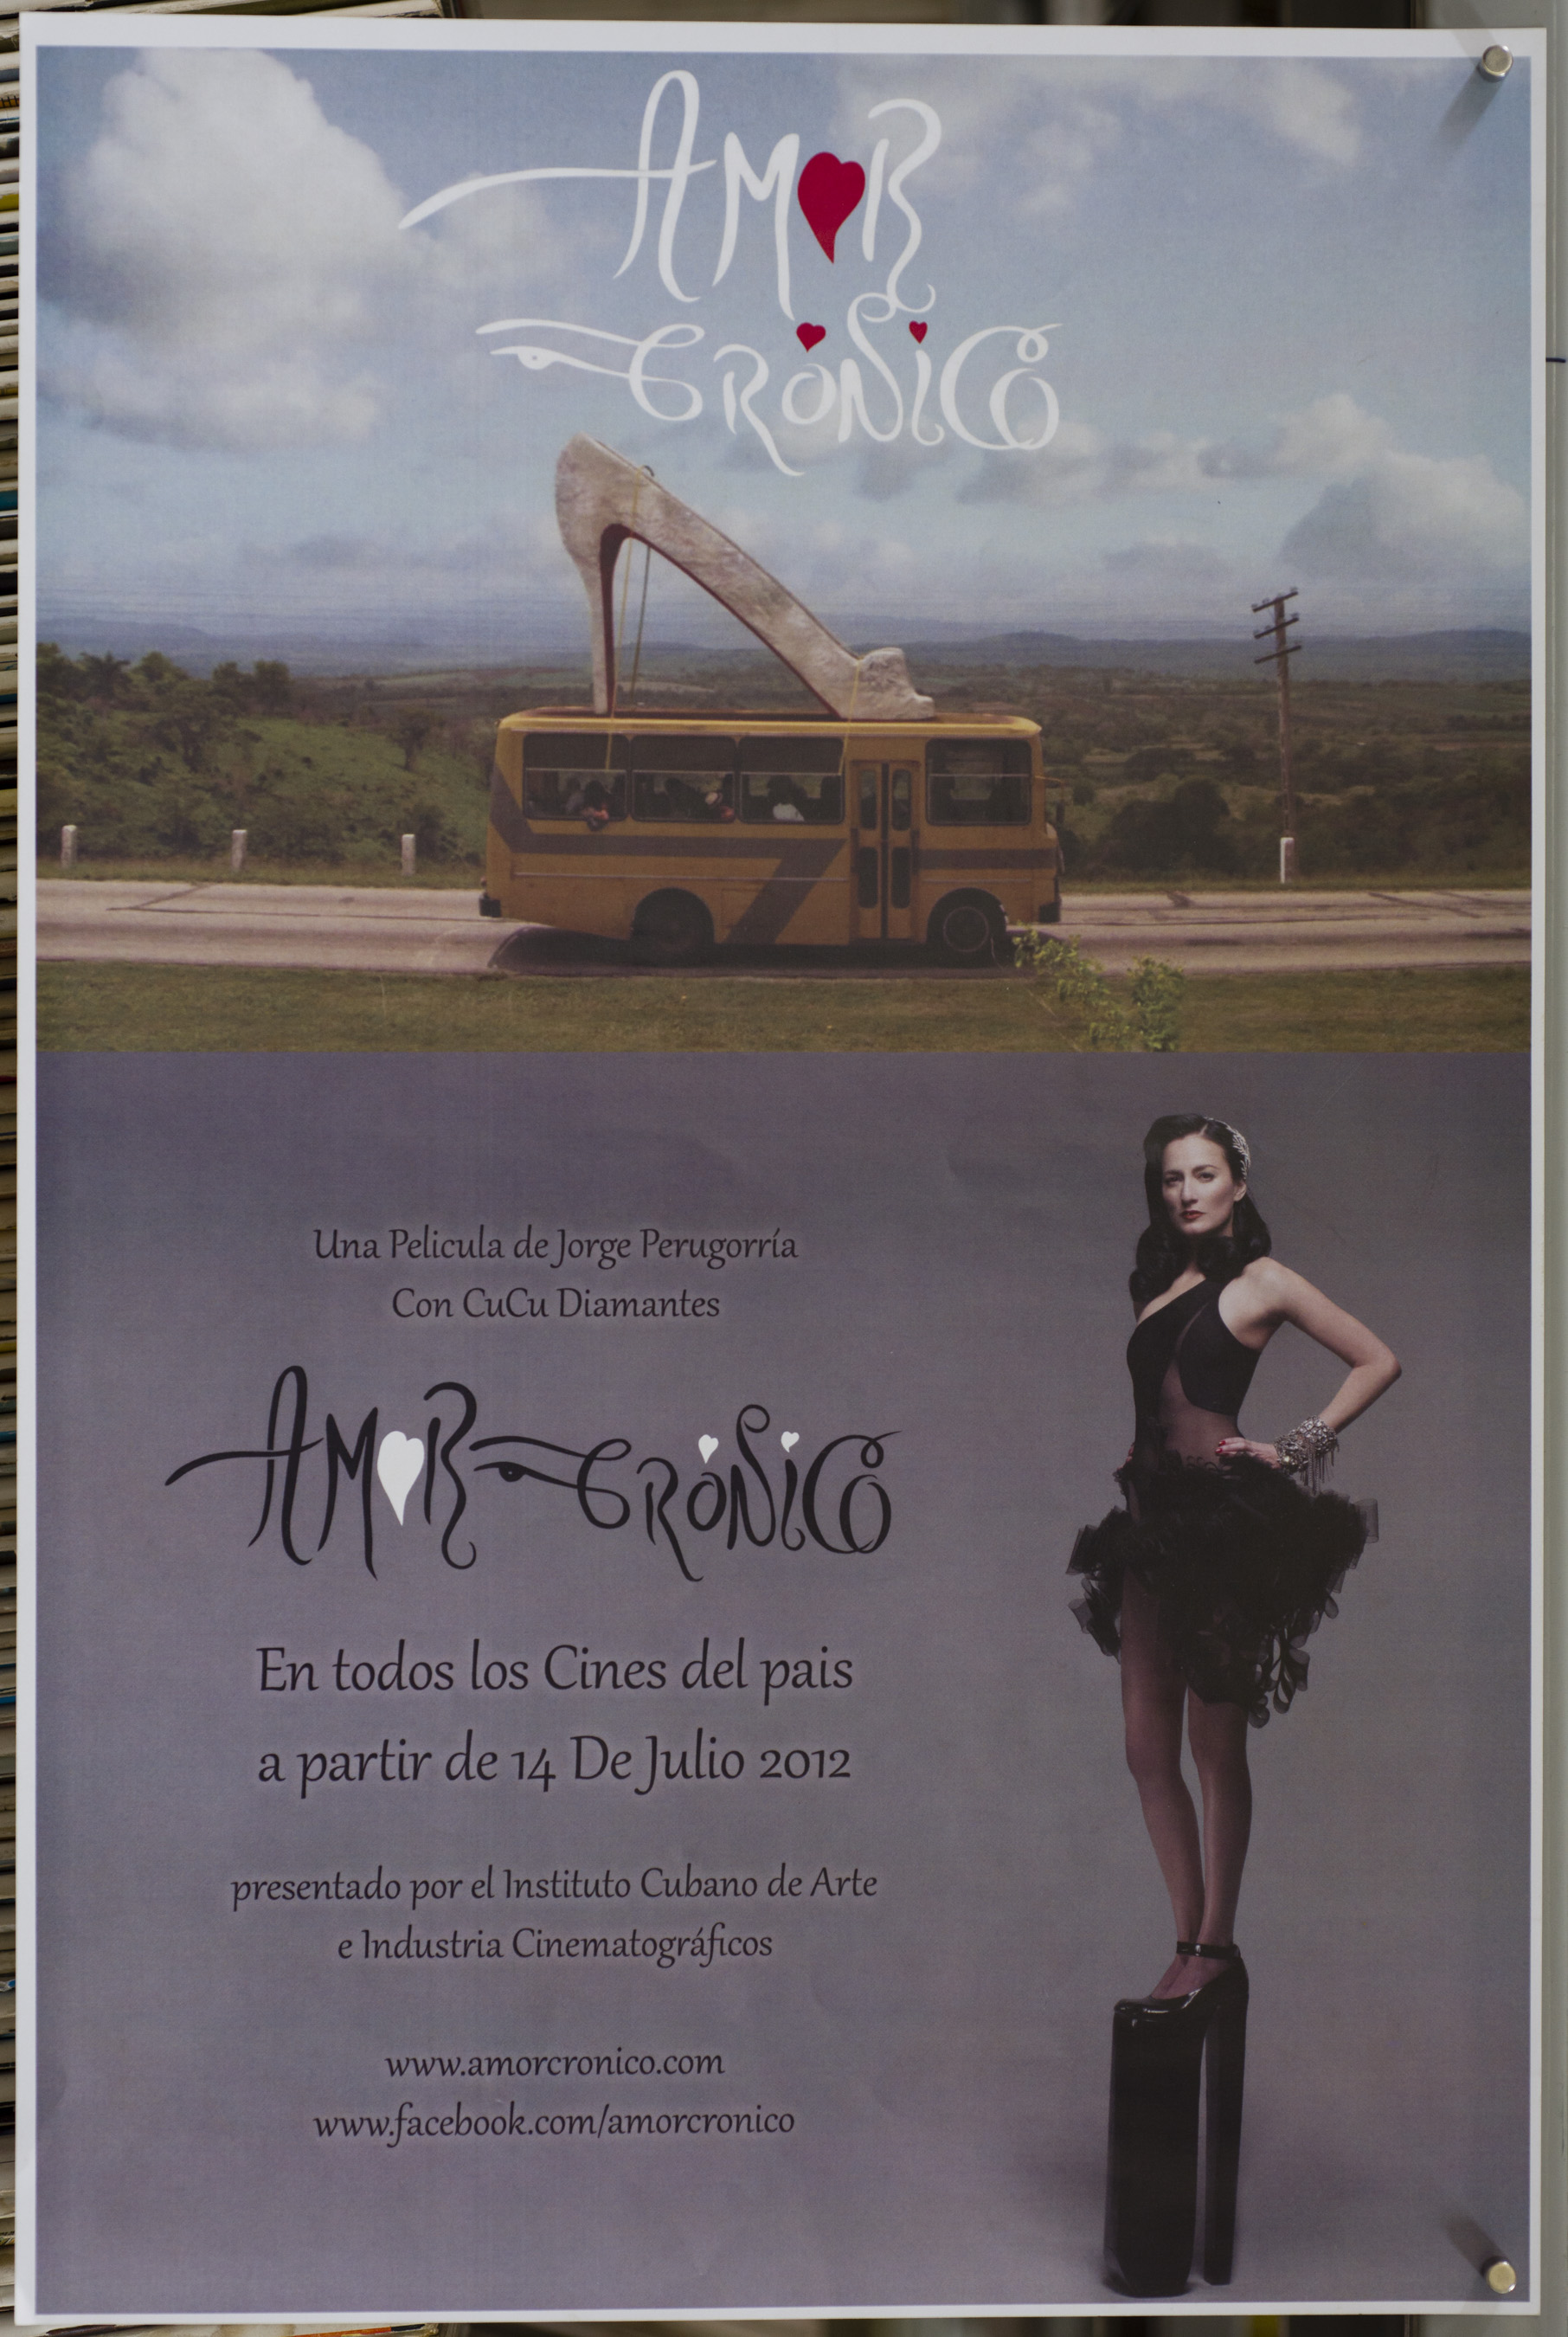 AMOR
CRÓNICO
Una Pelicula de Jorge Perugorría
Con CuCu Diamantes
AMOR CRÓNICO
En todos los Cines del pais
a partir de 14 De Julio 2012
presentado por el Instituto Cubano de Arte
e Industria Cinematográficos
www.amorcronico.com
www.facebook.com/amorcronico